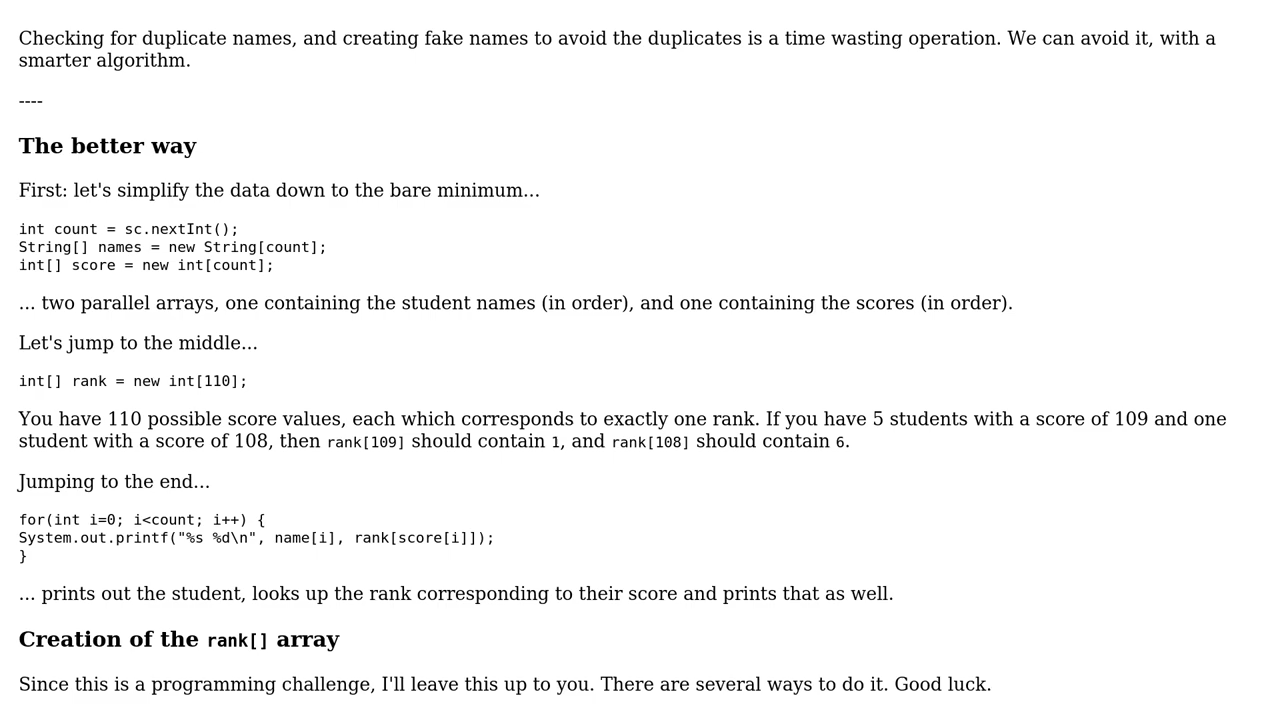 Checking for duplicate names, and creating fake names to avoid the duplicates is a time wasting operation. We can avoid it, with a
smarter algorithm.
----
The better way
First: let's simplify the data down to the bare minimum...
int count = sc.nextInt();
String[] names = new String[count];
int[] score = new int[count];
... two parallel arrays, one containing the student names (in order), and one containing the scores (in order).
Let's jump to the middle...
int[] rank = new int[110];
You have 110 possible score values, each which corresponds to exactly one rank. If you have 5 students with a score of 109 and one
student with a score of 108, then rank[109] should contain 1, and rank[108] should contain 6.
Jumping to the end...
for(int i=0; i<count; i++) {
System.out.printf("%s %d\n", name[i], rank[score[i]]);
}
... prints out the student, looks up the rank corresponding to their score and prints that as well.
Creation of the rank[] array
Since this is a programming challenge, I'll leave this up to you. There are several ways to do it. Good luck.